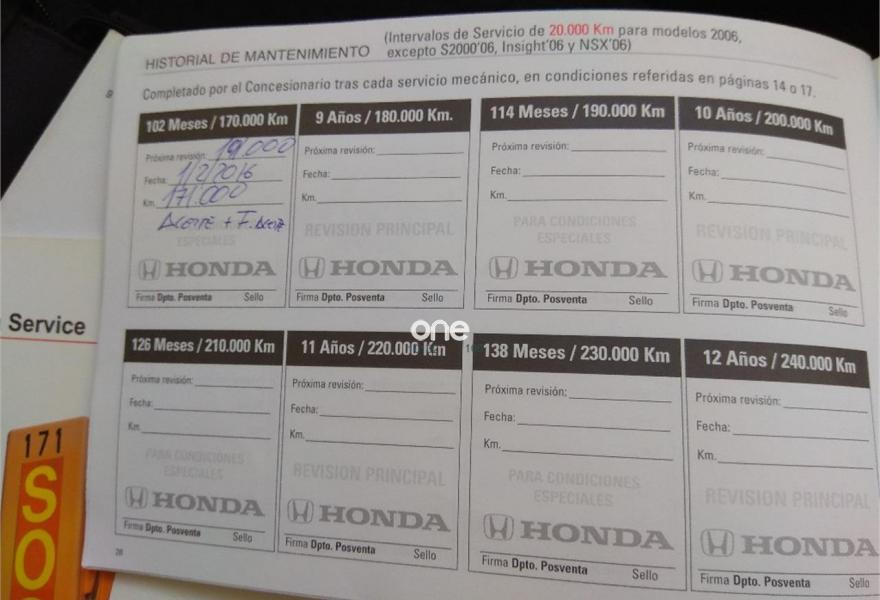 HISTORIAL DE MANTENIMIENTO
(Intervalos de Servicio de 20.000 Km para modelos 2006,
excepto S2000'06, Insight'06 y NSX'06)
Completado por el Concesionario tras cada servicio mecánico, en condiciones referidas en páginas 14 o 17.
102 Meses / 170.000 Km
Próxima revisión: 19(000
Fecha: 1/2/2016
Km. 171.000
Aceite + F. Aceite
ESPECIALES
HONDA
Firma Dpto. Posventa Sello
9 Años / 180.000 Km.
Próxima revisión:
Fecha:
Km.
REVISION PRINCIPAL
HONDA
Firma Dpto. Posventa Sello
114 Meses / 190.000 Km
Próxima revisión:
Fecha:
Km.
PARA CONDICIONES
ESPECIALES
HONDA
Firma Dpto. Posventa Sello
10 Años / 200.000 Km
Próxima revisión:
Fecha:
Km.
REVISION PRINCIPAL
HONDA
Firma Dpto. Posventa Sello
126 Meses / 210.000 Km
Próxima revisión:
Fecha:
Km.
PARA CONDICIONES
ESPECIALES
HONDA
Firma Dpto. Posventa Sello
11 Años / 220.000 Km
Próxima revisión:
Fecha:
Km.
REVISION PRINCIPAL
HONDA
Firma Dpto. Posventa Sello
138 Meses / 230.000 Km
Próxima revisión:
Fecha:
Km.
PARA CONDICIONES
ESPECIALES
HONDA
Firma Dpto. Posventa Sello
12 Años / 240.000 Km
Próxima revisión:
Fecha:
Km.
REVISION PRINCIPAL
HONDA
Firma Dpto. Posventa Sello
28
Service
171
SO
one